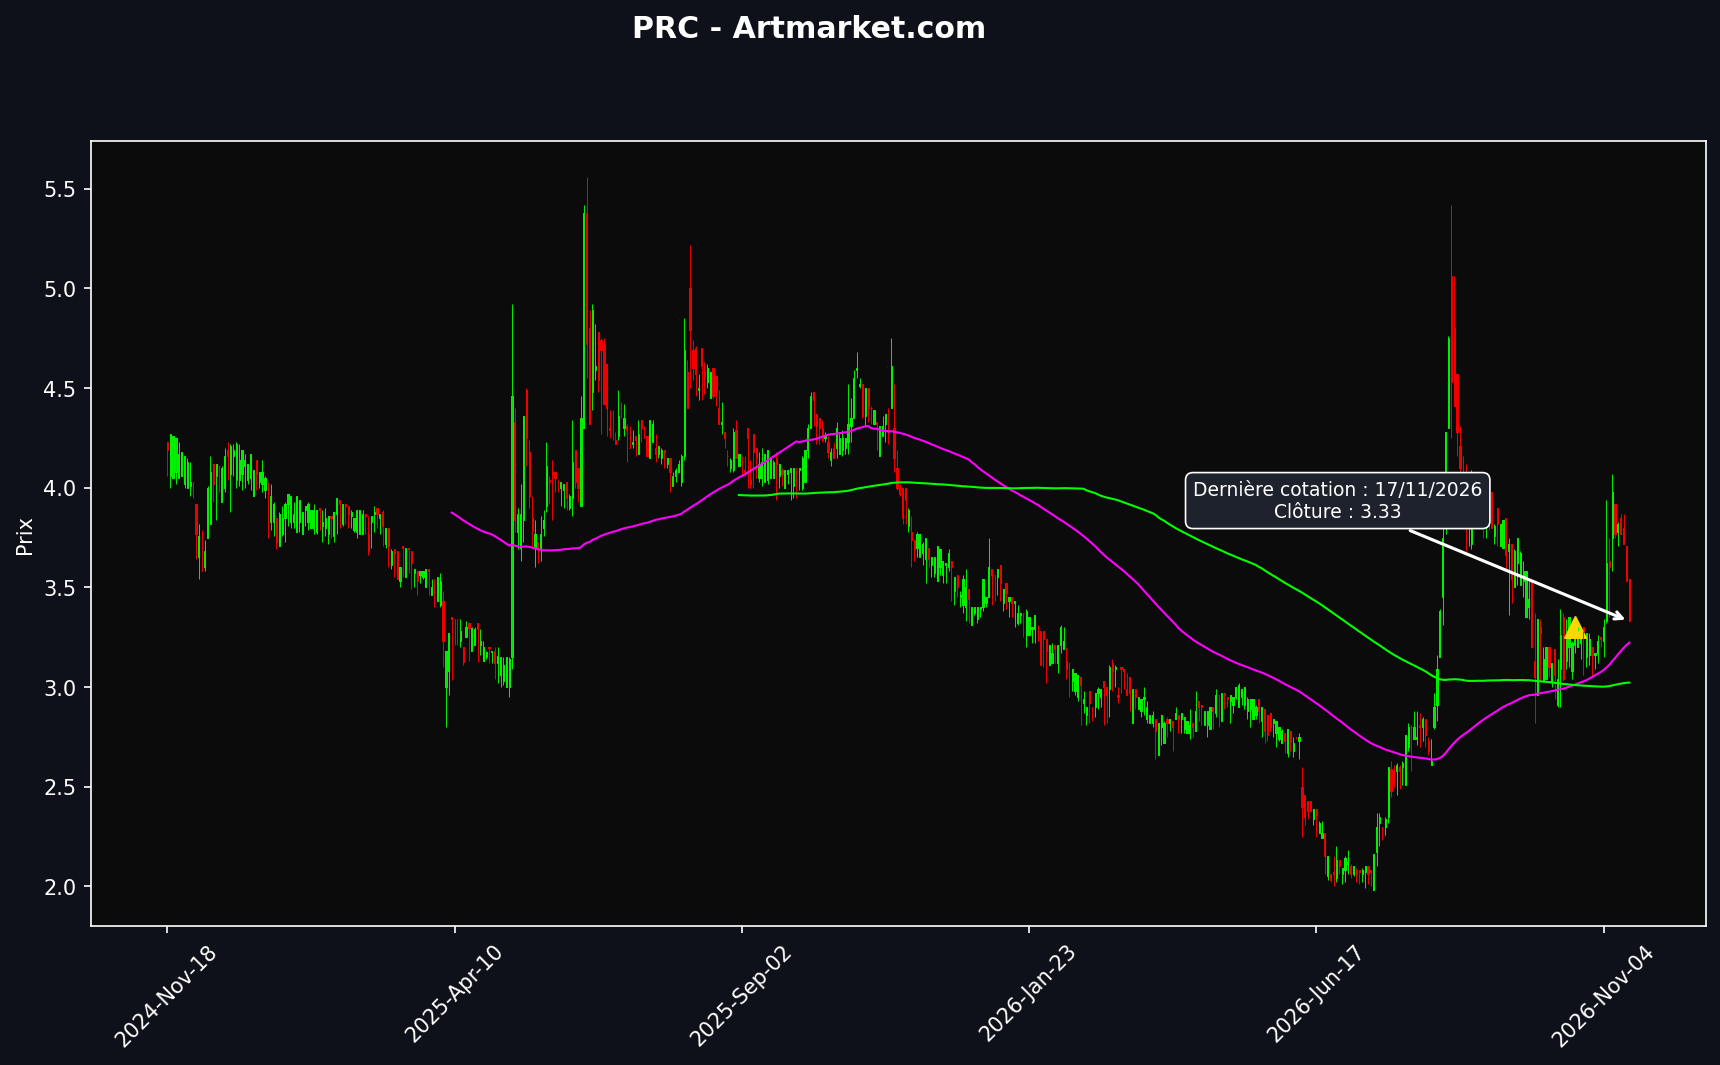 PRC - Artmarket.com
Prix
5.5
5.0
4.5
4.0
3.5
3.0
2.5
2.0
Dernière cotation : 17/11/2026
Clôture : 3.33
2024-Nov-18
2025-Apr-10
2025-Sep-02
2026-Jan-23
2026-Jun-17
2026-Nov-04